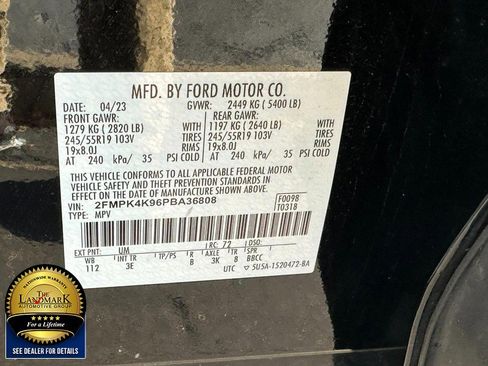 MFD. BY FORD MOTOR CO.
DATE: 04/23 GVWR: 2449 KG ( 5400 LB)
FRONT GAWR: REAR GAWR:
1279 KG ( 2820 LB) WITH 1197 KG ( 2640 LB) WITH
245/55R19 103V TIRES 245/55R19 103V TIRES
19x8.0J RIMS 19x8.0J RIMS
AT 240 kPa/ 35 PSI COLD AT 240 kPa/ 35 PSI COLD
THIS VEHICLE CONFORMS TO ALL APPLICABLE FEDERAL MOTOR
VEHICLE SAFETY AND BUMPER STANDARDS IN EFFECT ON THE DATE OF
MANUFACTURE SHOWN ABOVE.
VIN: 2FMPK4K96PBA36808
TYPE: MPV
F0098
T0318
EXT PNT: UM RC: 72 DSO:
WB INT TR TP/PS R AXLE TR SPR
112 3E B 3K 8 BBCC
UTC 5U5A-1520472-BA
NATIONWIDE WARRANTY
THE
LANDMARK
AUTOMOTIVE GROUP
For a Lifetime
SEE DEALER FOR DETAILS